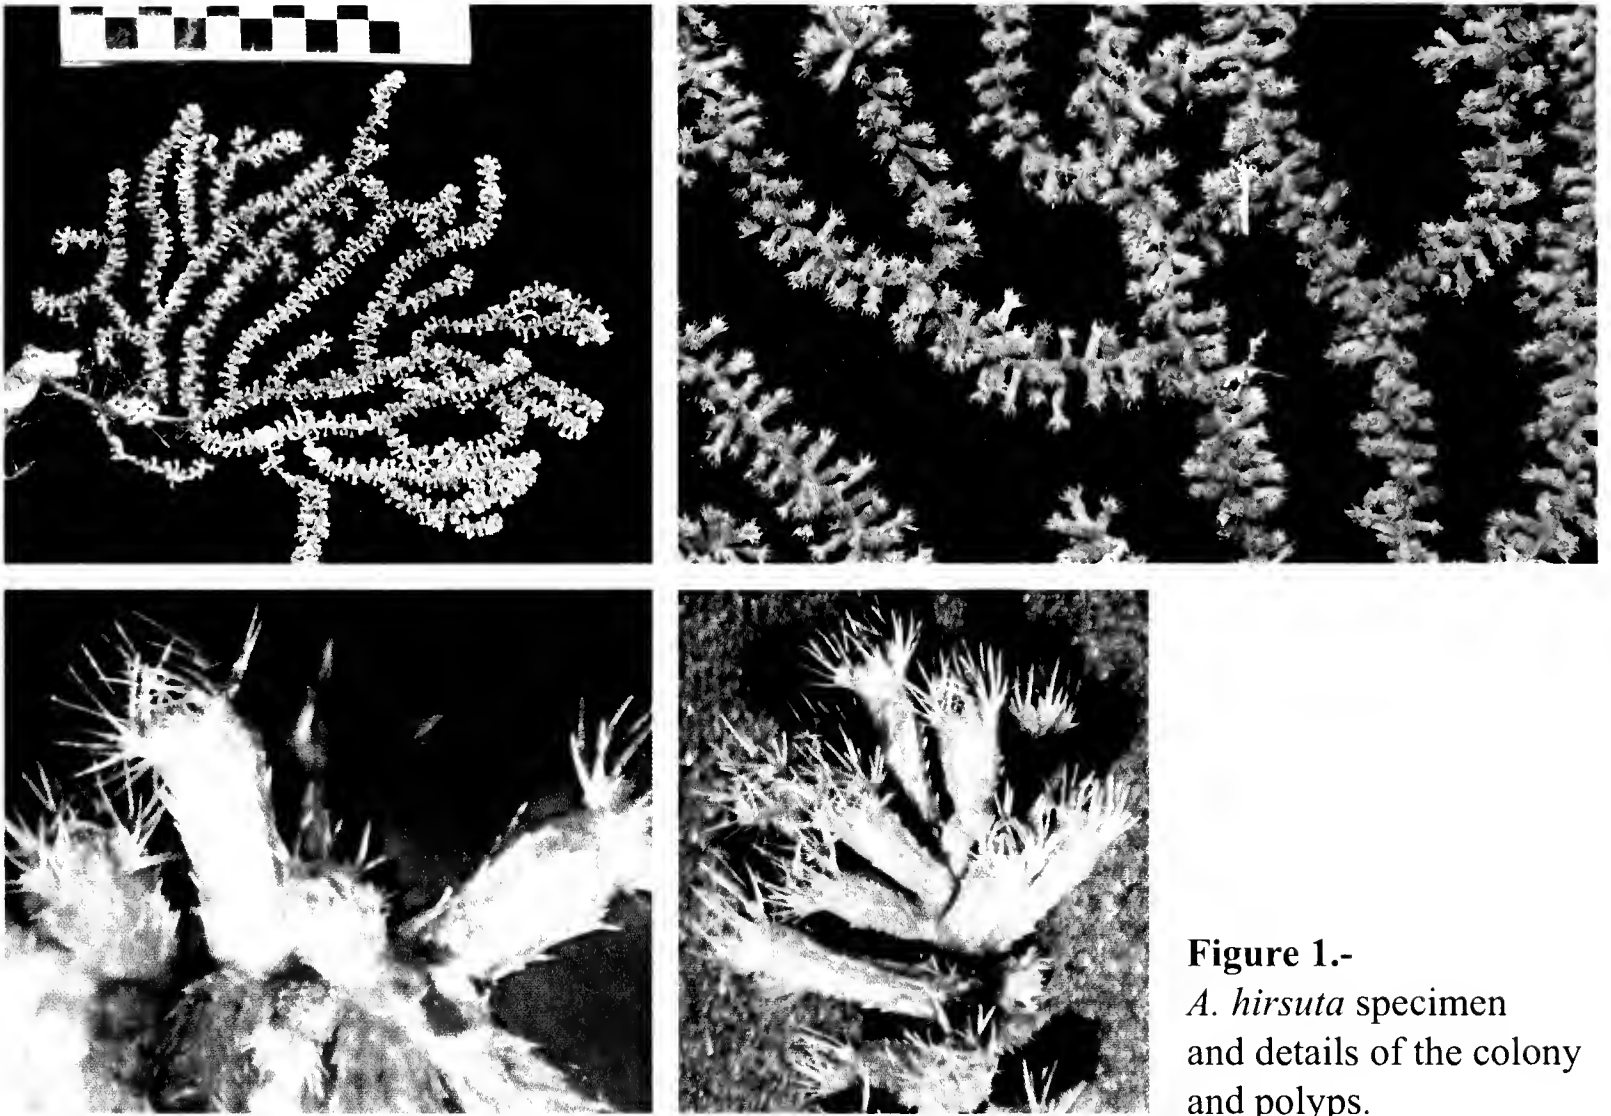 Figure 1.-
A. hirsuta specimen
and details of the colony
and polyps.